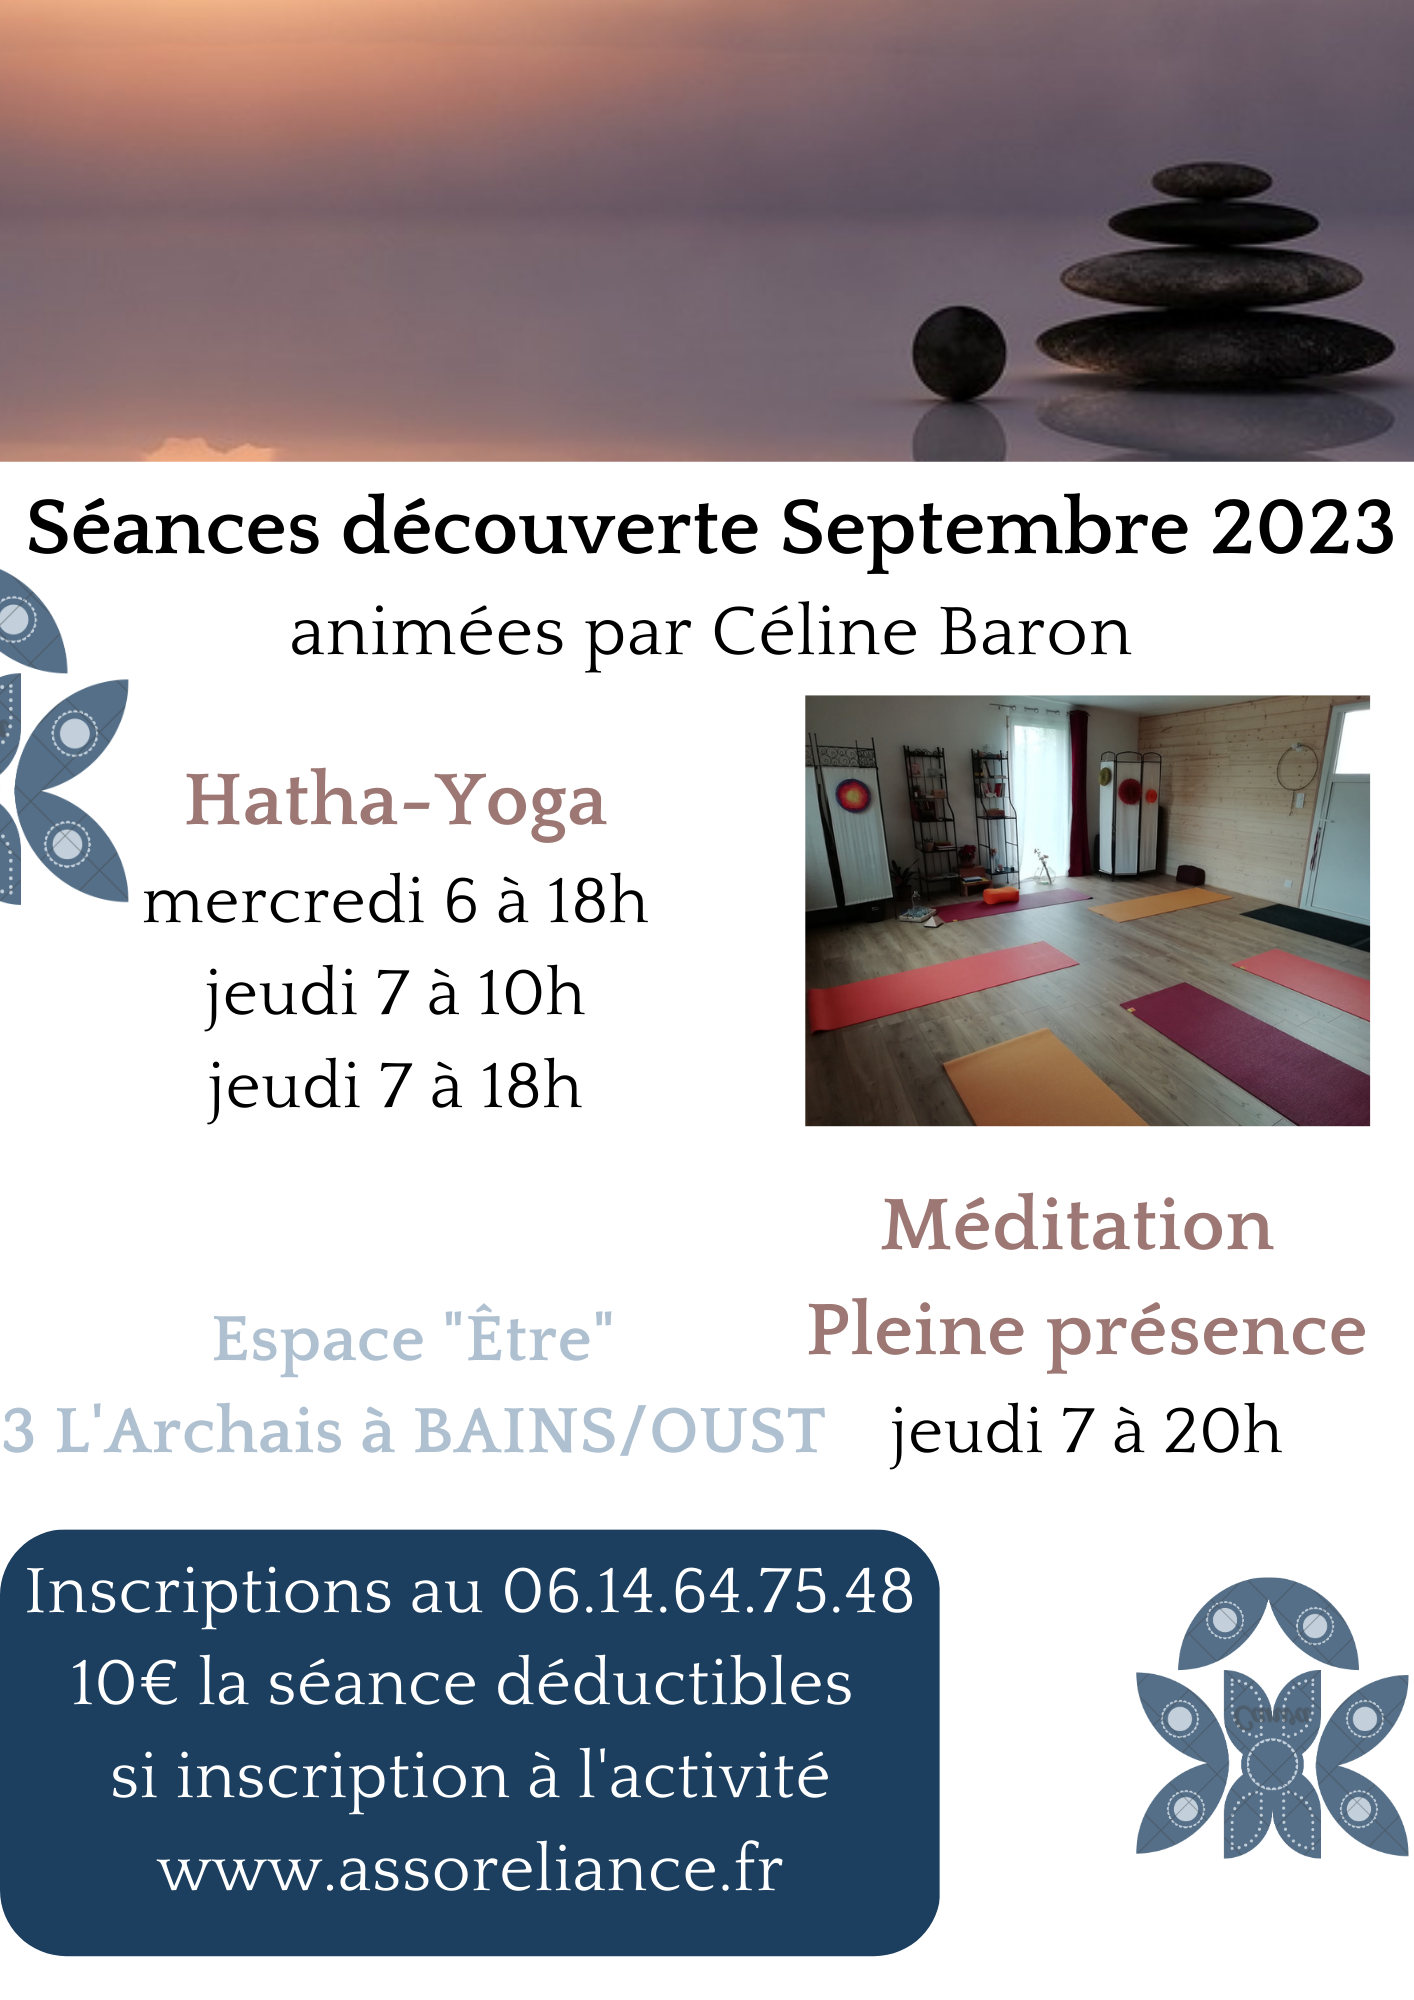 Séances découverte Septembre 2023
animées par Céline Baron
Hatha-Yoga
mercredi 6 à 18h
jeudi 7 à 10h
jeudi 7 à 18h
Méditation
Pleine présence
jeudi 7 à 20h
Espace "Être"
3 L'Archais à BAINS/OUST
Inscriptions au 06.14.64.75.48
10€ la séance déductibles
si inscription à l'activité
www.assoreliance.fr